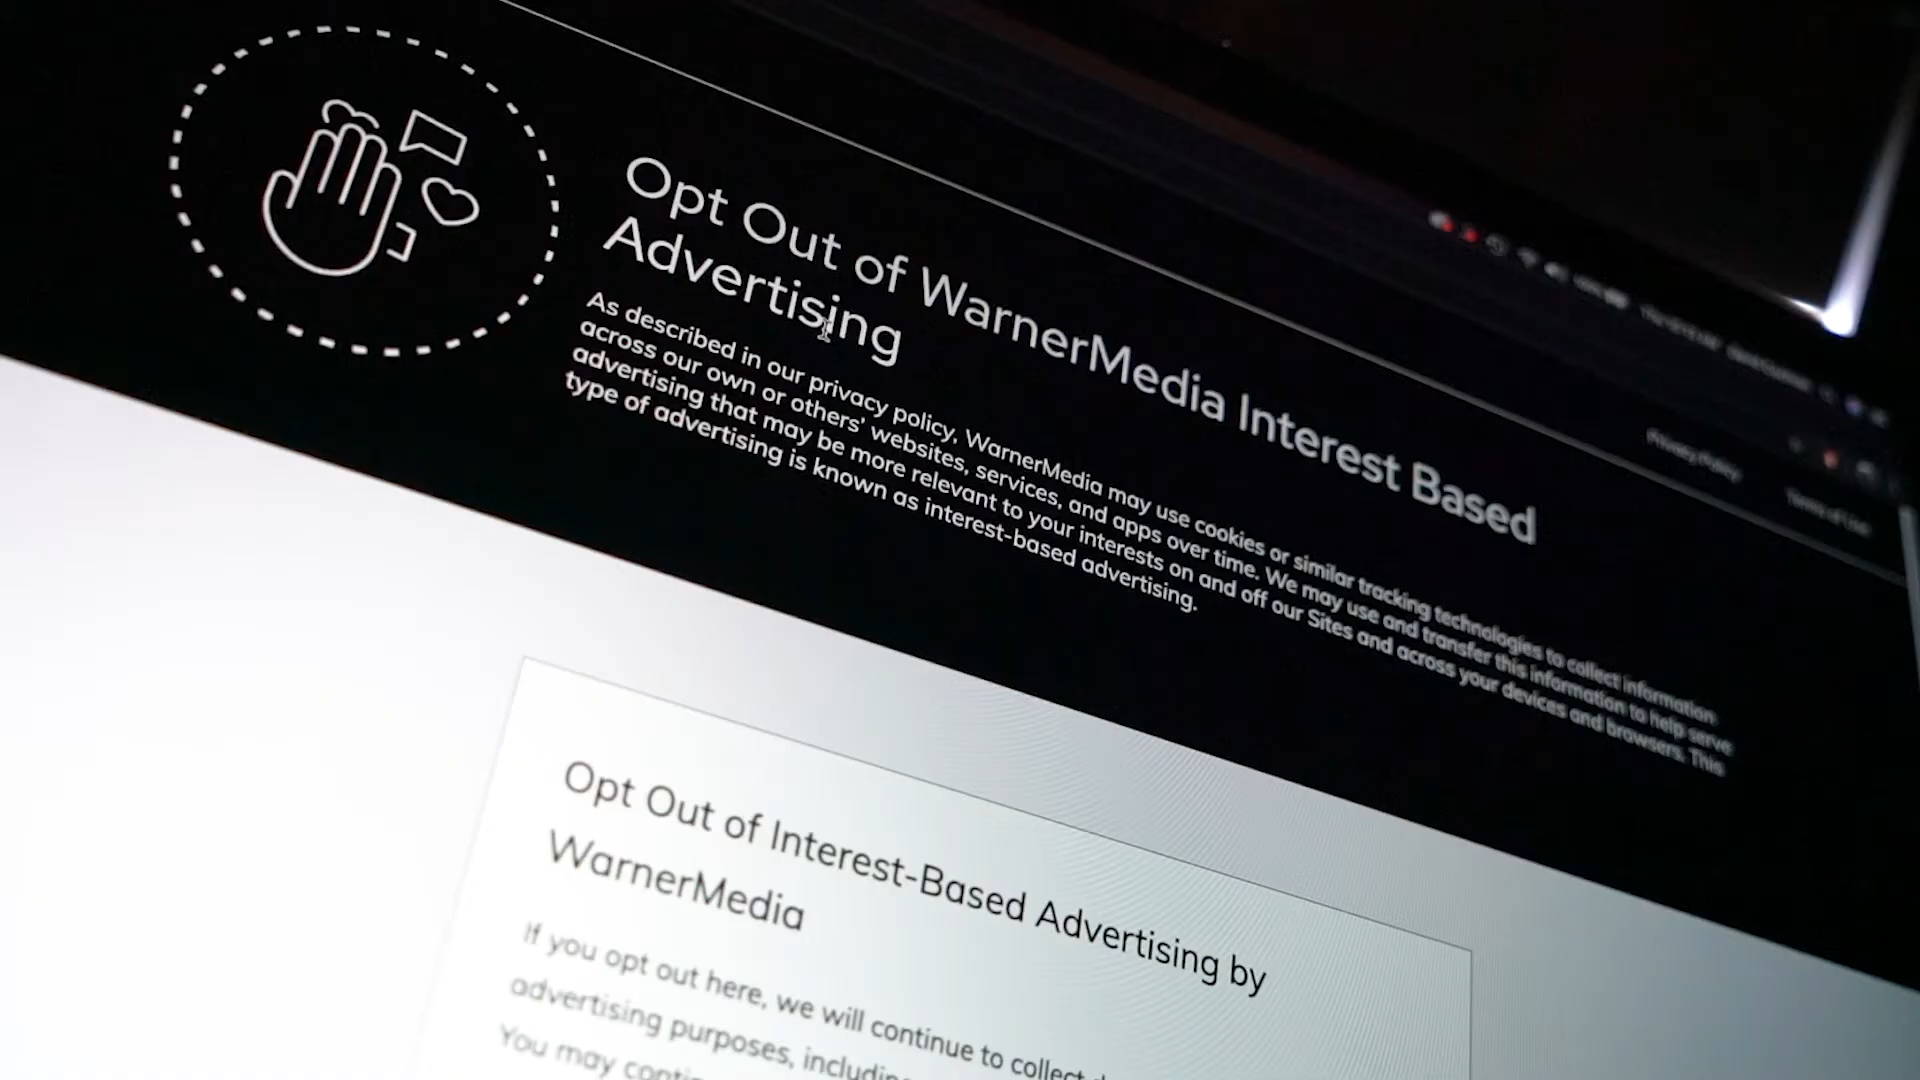 Privacy Policy
Terms of Use
Opt Out of WarnerMedia Interest Based
Advertising
As described in our privacy policy, WarnerMedia may use cookies or similar tracking technologies to collect information
across our own or others' websites, services, and apps over time. We may use and transfer this information to help serve
advertising that may be more relevant to your interests on and off our Sites and across your devices and browsers. This
type of advertising is known as interest-based advertising.
Opt Out of Interest-Based Advertising by
WarnerMedia
If you opt out here, we will continue to collect
advertising purposes, including
You may